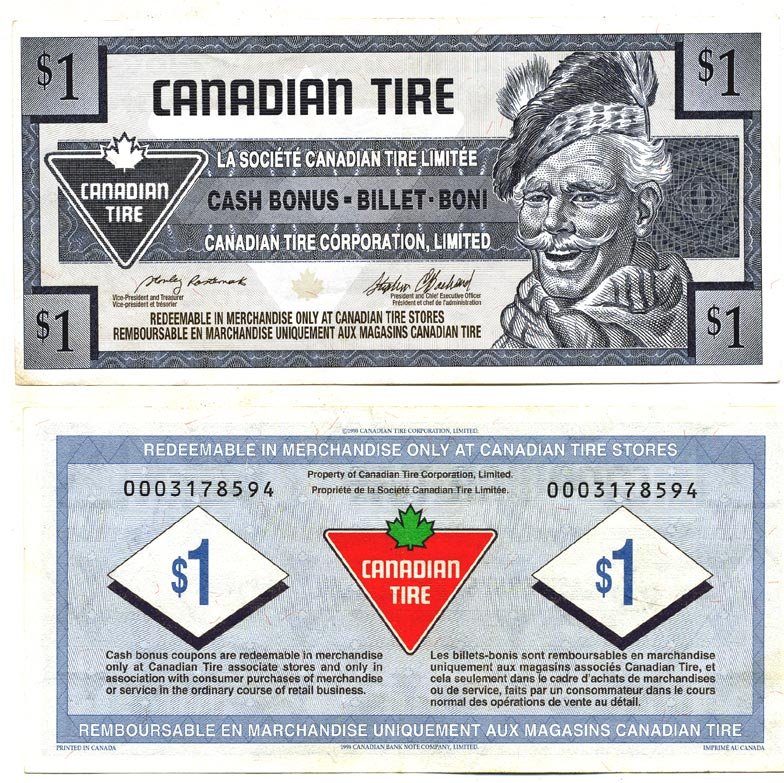 $1
$1
CANADIAN TIRE
LA SOCIÉTÉ CANADIAN TIRE LIMITÉE
CANADIAN
TIRE
CASH BONUS - BILLET - BONI
CANADIAN TIRE CORPORATION, LIMITED
Vice-President and Treasurer
Vice-president et trésorier
President and Chief Executive Officer
Président et chef de l'administration
REDEEMABLE IN MERCHANDISE ONLY AT CANADIAN TIRE STORES
REMBOURSABLE EN MARCHANDISE UNIQUEMENT AUX MAGASINS CANADIAN TIRE
$1
$1
CANADIAN TIRE CORPORATION, LIMITED.
REDEEMABLE IN MERCHANDISE ONLY AT CANADIAN TIRE STORES
Property of Canadian Tire Corporation, Limited.
Propriété de la Société Canadian Tire Limitée.
0003178594
0003178594
$1
CANADIAN
TIRE
$1
Cash bonus coupons are redeemable in merchandise
only at Canadian Tire associate stores and only in
association with consumer purchases of merchandise
or service in the ordinary course of retail business.
Les billets-bonis sont remboursables en marchandise
uniquement aux magasins associés Canadian Tire, et
cela seulement dans le cadre d'achats de marchandises
ou de service, faits par un consommateur dans le cours
normal des opérations de vente au détail.
REMBOURSABLE EN MARCHANDISE UNIQUEMENT AUX MAGASINS CANADIAN TIRE
PRINTED IN CANADA
CANADIAN BANK NOTE COMPANY, LIMITED.
IMPRIMÉ AU CANADA